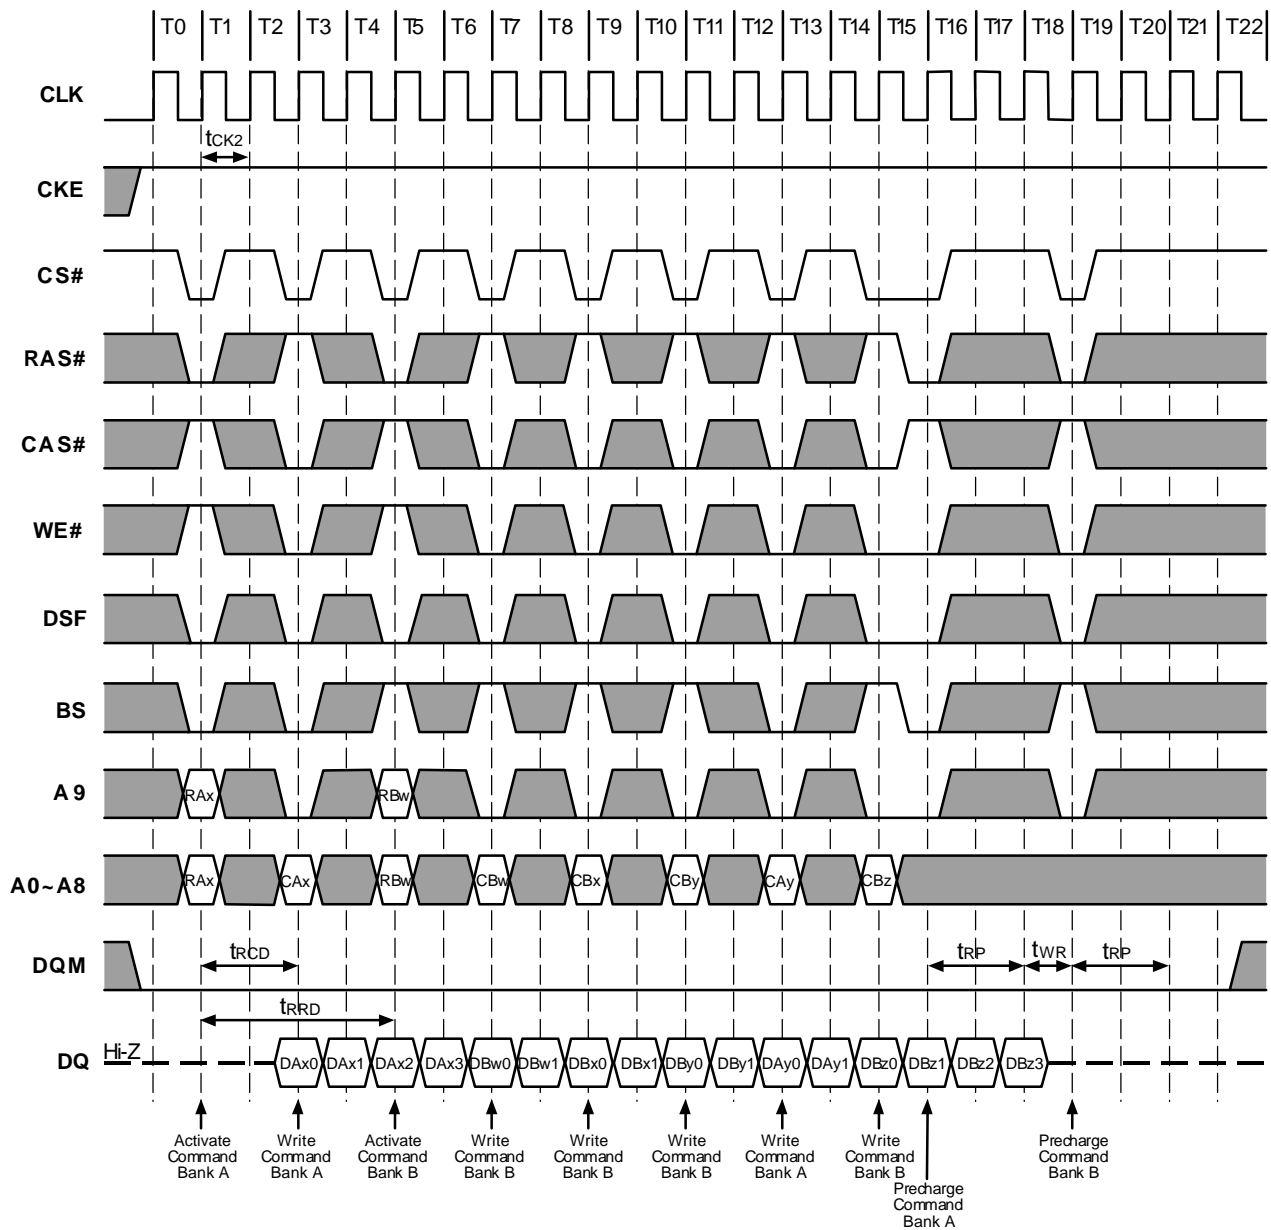 T0 T1 T2 T3 T4 T5 T6 T7 T8 T9 T10 T11 T12 T13 T14 T15 T16 T17 T18 T19 T20 T21 T22
CLK
tCK2
CKE
CS#
RAS#
CAS#
WE#
DSF
BS
A9 RAx RBw
A0~A8 RAx CAx RBw CBw CBx CBy CAy CBz
DQM tRCD tRP tWR tRP
tRRD
DQ Hi-Z DAx0 DAx1 DAx2 DAx3 DBw0 DBw1 DBx0 DBx1 DBy0 DBy1 DAy0 DAy1 DBz0 DBz1 DBz2 DBz3
Activate
Command
Bank A
Write
Command
Bank A
Activate
Command
Bank B
Write
Command
Bank B
Write
Command
Bank B
Write
Command
Bank B
Write
Command
Bank A
Write
Command
Bank B
Precharge
Command
Bank A
Precharge
Command
Bank B